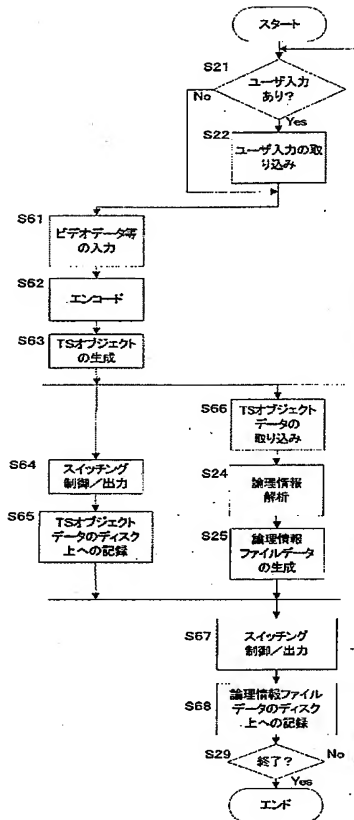 スタート
S21
ユーザ入力
あり?
No
Yes
S22
ユーザ入力の取
り込み
S61
ビデオデータ等
の入力
S62
エンコード
S63
TSオブジェクト
の生成
S66
TSオブジェクト
データの
取り込み
S64
スイッチング
制御/出力
S24
論理情報
解析
S65
TSオブジェクト
データのディスク
上への記録
S25
論理情報
ファイルデータ
の生成
S67
スイッチング
制御/出力
S68
論理情報ファイル
データのディスク
上への記録
S29
終了?
No
Yes
エンド